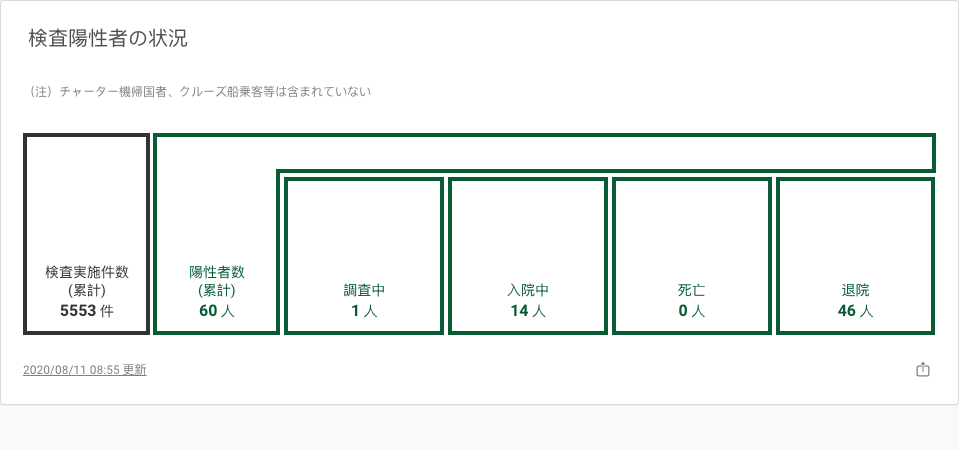 検査陽性者の状況
（注）チャーター機帰国者、クルーズ船乗客等は含まれていない
検査実施件数
(累計)
5553 件
陽性者数
(累計)
60 人
調査中
1 人
入院中
14 人
死亡
0 人
退院
46 人
2020/08/11 08:55 更新